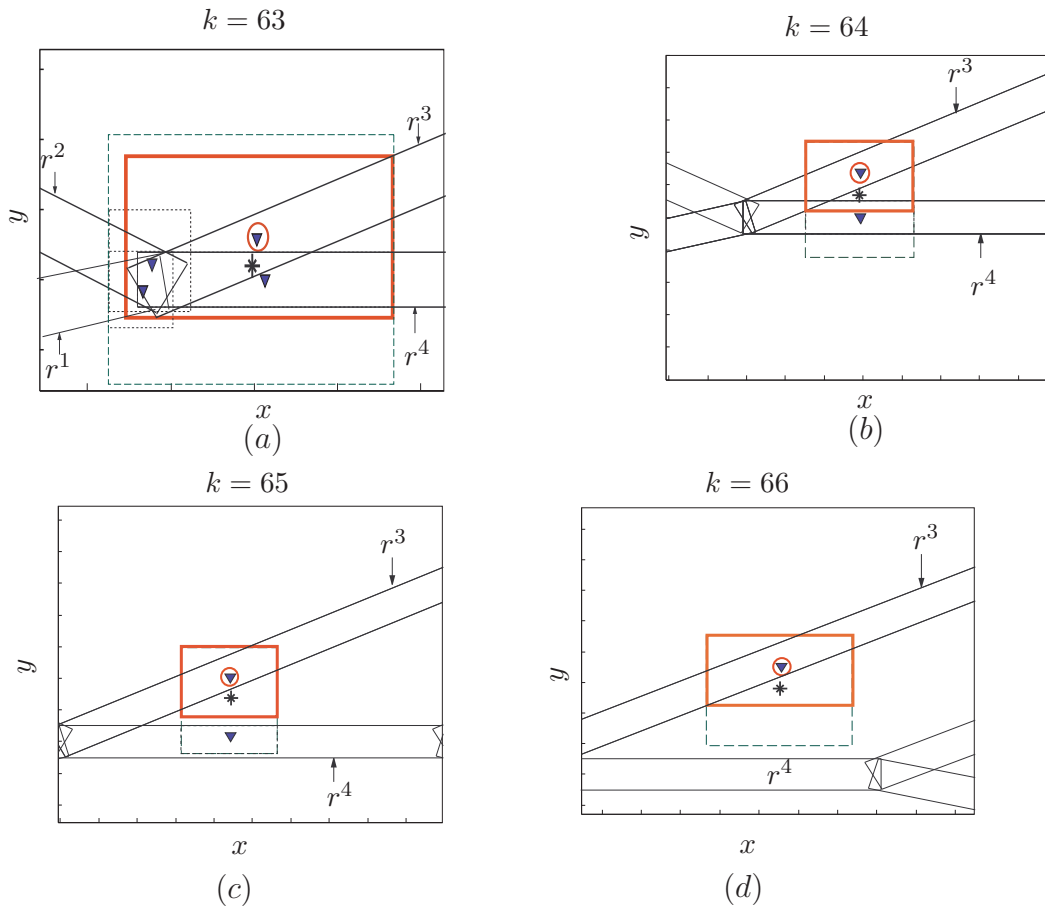 k = 63
r^3
r^2
y
r^1
r^4
x
(a)
k = 64
r^3
y
r^4
x
(b)
k = 65
r^3
y
r^4
x
(c)
k = 66
r^3
y
r^4
x
(d)